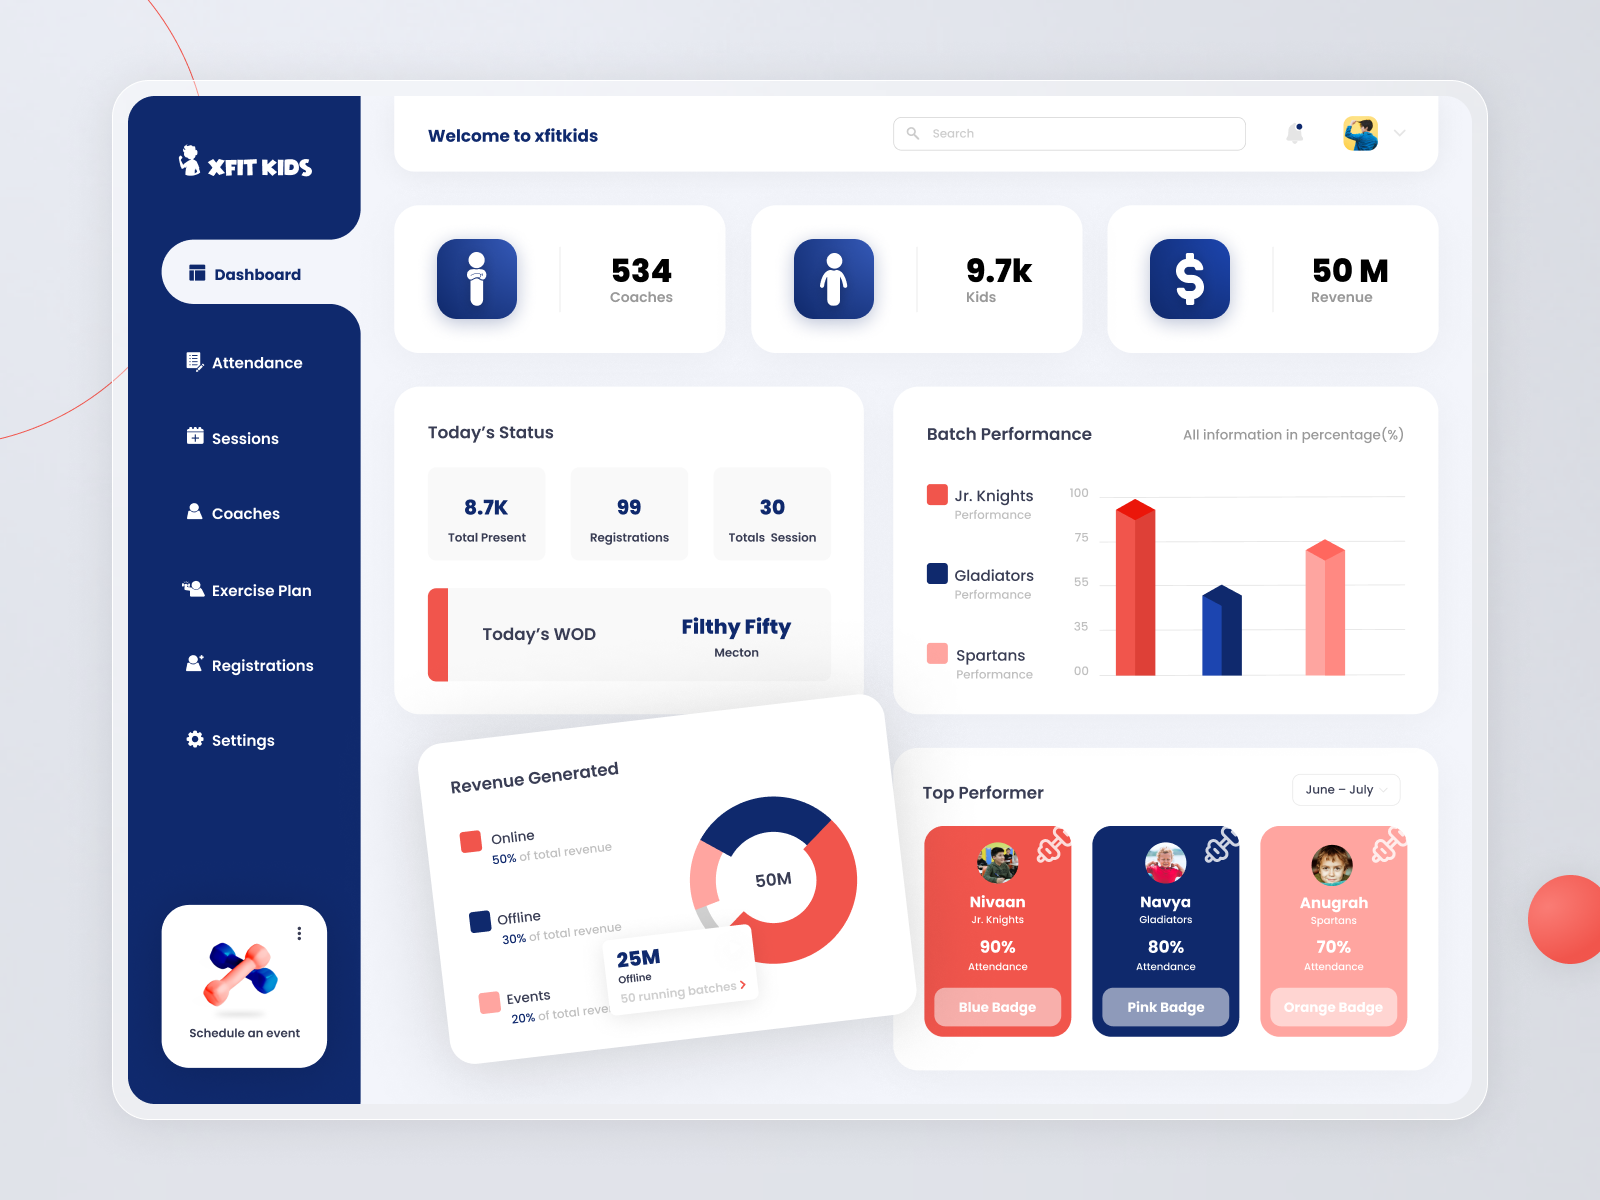 XFIT KIDS
Dashboard
Attendance
Sessions
Coaches
Exercise Plan
Registrations
Settings
Schedule an event
Welcome to xfitkids
Search
534
Coaches
9.7k
Kids
50 M
Revenue
Today’s Status
8.7K
Total Present
99
Registrations
30
Totals Session
Today’s WOD
Filthy Fifty
Mecton
Batch Performance
All information in percentage(%)
Jr. Knights
Performance
Gladiators
Performance
Spartans
Performance
100
75
55
35
00
Revenue Generated
Online
50% of total revenue
Offline
30% of total revenue
Events
20% of total reve
50M
25M
Offline
50 running batches
Top Performer
June – July
Nivaan
Jr. Knights
90%
Attendance
Blue Badge
Navya
Gladiators
80%
Attendance
Pink Badge
Anugrah
Spartans
70%
Attendance
Orange Badge